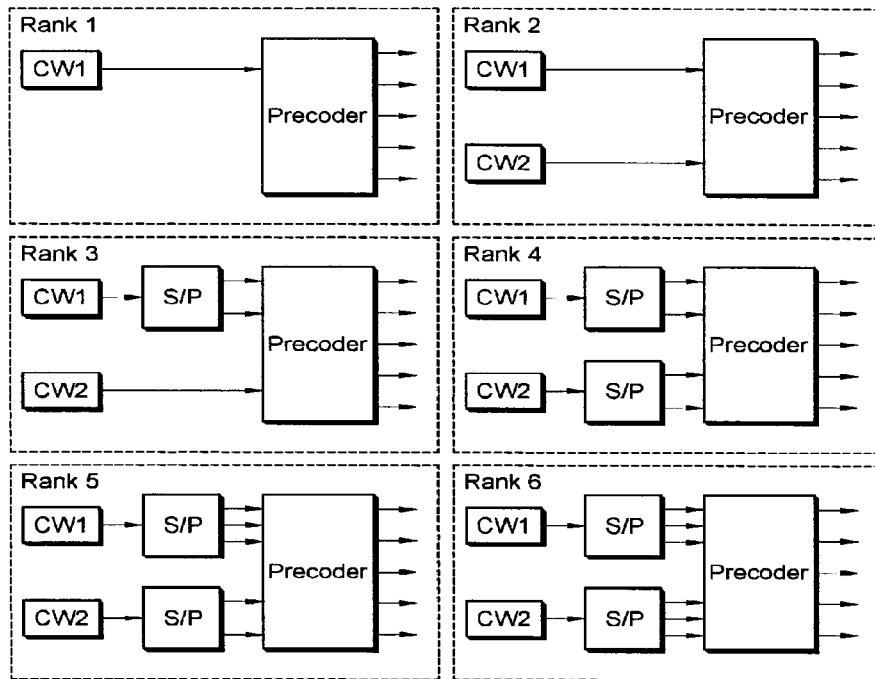 Rank 1
CW1
Precoder
Rank 2
CW1
CW2
Precoder
Rank 3
CW1
S/P
CW2
Precoder
Rank 4
CW1
S/P
CW2
S/P
Precoder
Rank 5
CW1
S/P
CW2
S/P
Precoder
Rank 6
CW1
S/P
CW2
S/P
Precoder